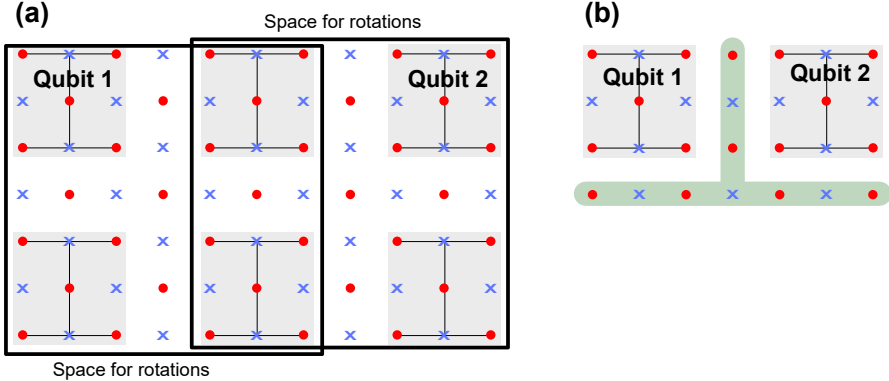 (a)
Space for rotations
(b)
Qubit 1
Qubit 2
Qubit 1
Qubit 2
Space for rotations